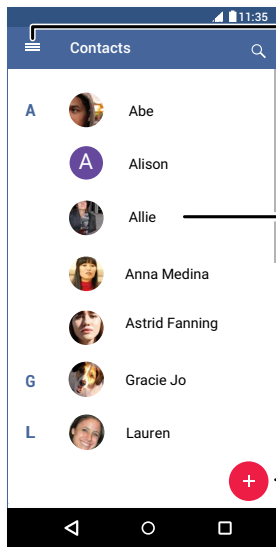 11:35
Contacts
A
Abe
A
Alison
Allie
Anna Medina
Astrid Fanning
G
Gracie Jo
L
Lauren